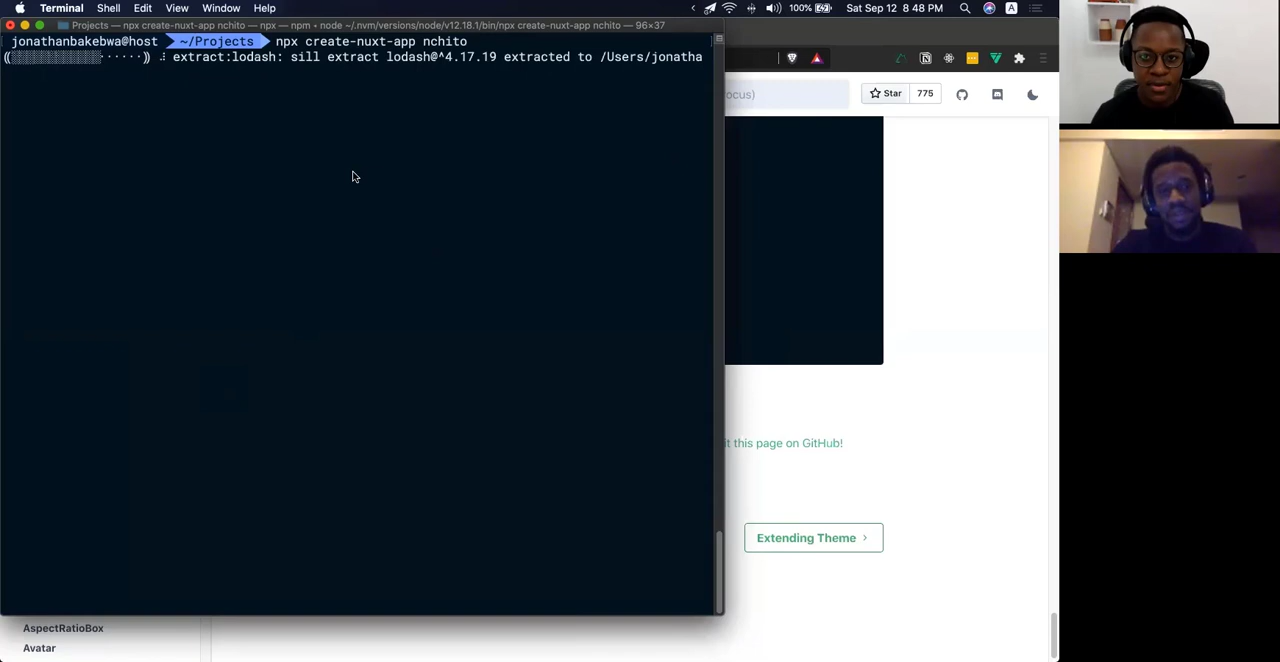 Terminal Shell Edit View Window Help 100% Sat Sep 12 8:48 PM
Projects — npx create-nuxt-app nchito — npx — npm ‹ node ~/.nvm/versions/node/v12.18.1/bin/npx create-nuxt-app nchito — 96×37
jonathanbakebwa@host ~/Projects npx create-nuxt-app nchito
extract:lodash: sill extract lodash@^4.17.19 extracted to /Users/jonatha
ocus) Star 775
it this page on GitHub!
Extending Theme
AspectRatioBox
Avatar